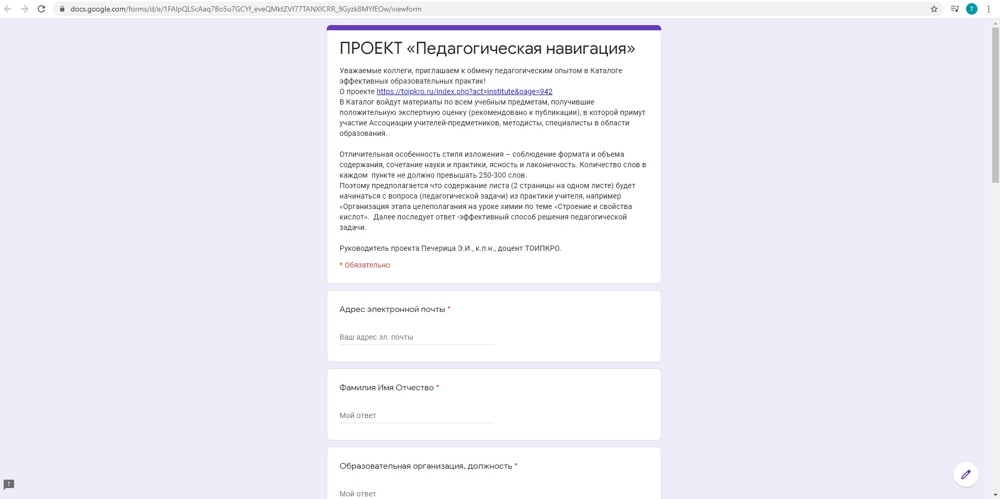 docs.google.com/forms/d/e/1FAIpQLScAaq7Bo5u7GCYf_eveQMktZVf77TANXICRR_9Gyzk8MYfEOw/viewform
T
ПРОЕКТ «Педагогическая навигация»
Уважаемые коллеги, приглашаем к обмену педагогическим опытом в Каталоге
эффективных образовательных практик!
О проекте https://toipkro.ru/index.php?act=institute&page=942
В Каталог войдут материалы по всем учебным предметам, получившие
положительную экспертную оценку (рекомендовано к публикации), в которой примут
участие Ассоциации учителей-предметников, методисты, специалисты в области
образования.
Отличительная особенность стиля изложения – соблюдение формата и объема
содержания, сочетание науки и практики, ясность и лаконичность. Количество слов в
каждом  пункте не должно превышать 250-300 слов.
Поэтому предполагается что содержание листа (2 страницы на одном листе) будет
начинаться с вопроса (педагогической задачи) из практики учителя, например
«Организация этапа целеполагания на уроке химии по теме «Строение и свойства
кислот».  Далее последует ответ -эффективный способ решения педагогической
задачи.
Руководитель проекта Печерица Э.И., к.п.н., доцент ТОИПКРО.
* Обязательно
Адрес электронной почты *
Ваш адрес эл. почты
Фамилия Имя Отчество *
Мой ответ
Образовательная организация, должность *
Мой ответ